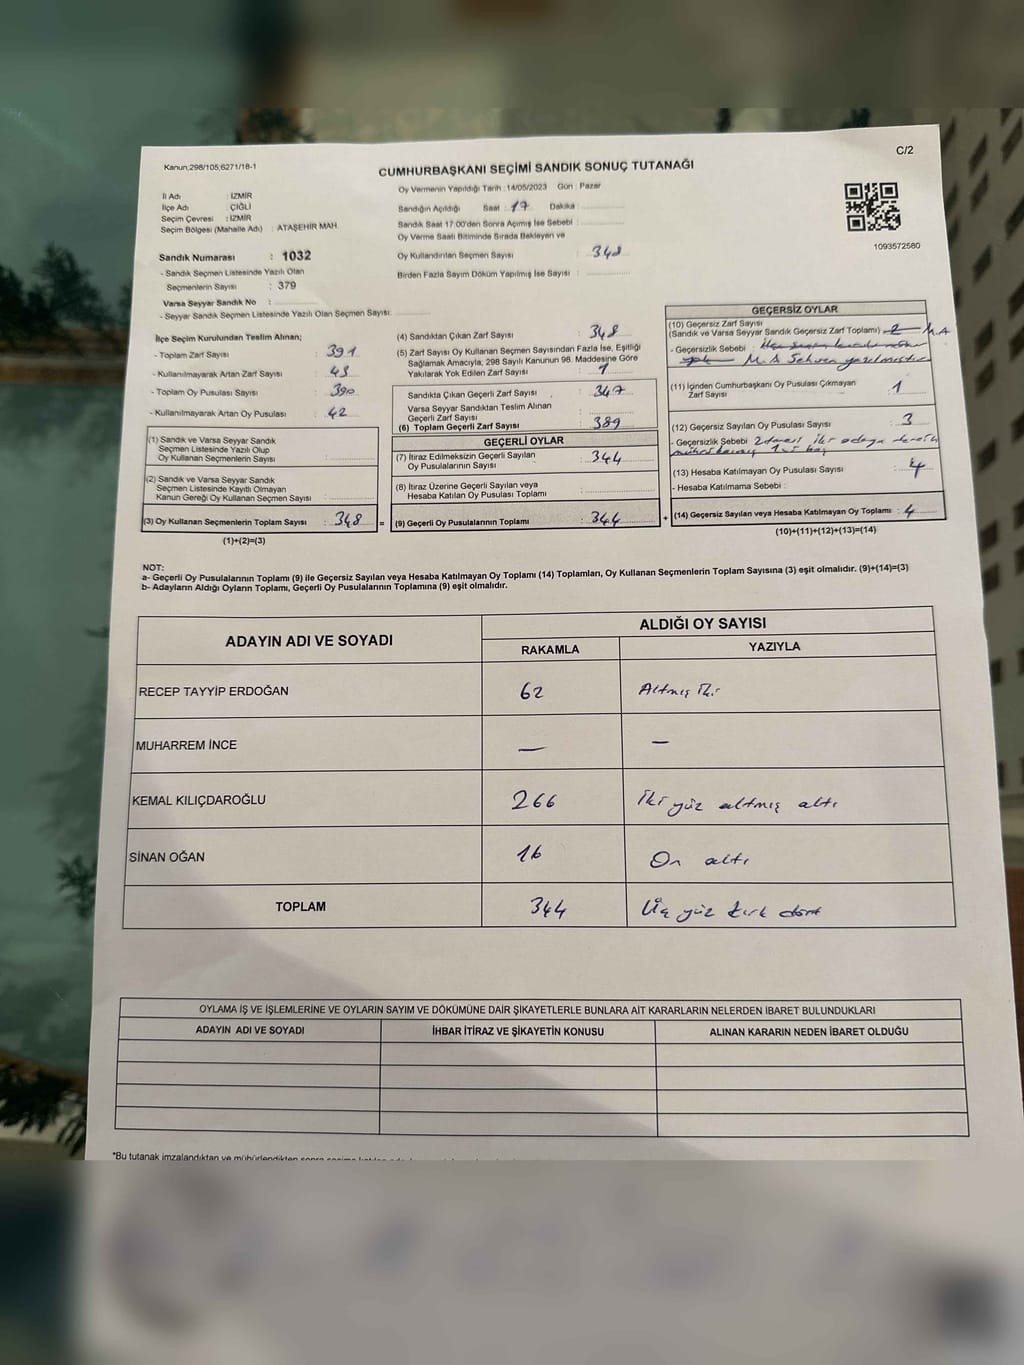 C/2
Kanun;298/105;6271/18-1
CUMHURBAŞKANI SEÇİMİ SANDIK SONUÇ TUTANAĞI
İl Adı : İZMİR
İlçe Adı : ÇİĞLİ
Seçim Çevresi : İZMİR
Seçim Bölgesi (Mahalle Adı) : ATAŞEHİR MAH.
Oy Vermenin Yapıldığı Tarih : 14/05/2023 Gün : Pazar
Sandığın Açıldığı Saat : 17 Dakika :
Sandık Saat 17.00'den Sonra Açımış İse Sebebi :
Oy Verme Saati Bitiminde Sırada Bekleyen ve
Oy Kullandırılan Seçmen Sayısı : 348
Birden Fazla Sayım Döküm Yapılmış İse Sayısı :
1093572580
Sandık Numarası : 1032
- Sandık Seçmen Listesinde Yazılı Olan
Seçmenlerin Sayısı : 379
Varsa Seyyar Sandık No :
- Seyyar Sandık Seçmen Listesinde Yazılı Olan Seçmen Sayısı:
İlçe Seçim Kurulundan Teslim Alınan;
- Toplam Zarf Sayısı : 391
- Kullanılmayarak Artan Zarf Sayısı : 43
- Toplam Oy Pusulası Sayısı : 390
- Kullanılmayarak Artan Oy Pusulası : 42
(1) Sandık ve Varsa Seyyar Sandık
Seçmen Listesinde Yazılı Olup
Oy Kullanan Seçmenlerin Sayısı :
(2) Sandık ve Varsa Seyyar Sandık
Seçmen Listesinde Kayıtlı Olmayan
Kanun Gereği Oy Kullanan Seçmen Sayısı :
(3) Oy Kullanan Seçmenlerin Toplam Sayısı : 348 =
(1)+(2)=(3)
(4) Sandıktan Çıkan Zarf Sayısı : 348
(5) Zarf Sayısı Oy Kullanan Seçmen Sayısından Fazla İse, Eşitliği
Sağlamak Amacıyla, 298 Sayılı Kanunun 98. Maddesine Göre
Yakılarak Yok Edilen Zarf Sayısı : 1
Sandıkta Çıkan Geçerli Zarf Sayısı : 347
Varsa Seyyar Sandıktan Teslim Alınan
Geçerli Zarf Sayısı :
(6) Toplam Geçerli Zarf Sayısı : 389
GEÇERLİ OYLAR
(7) İtiraz Edilmeksizin Geçerli Sayılan
Oy Pusulalarının Sayısı : 344
(8) İtiraz Üzerine Geçerli Sayılan veya
Hesaba Katılan Oy Pusulası Toplamı :
(9) Geçerli Oy Pusulalarının Toplamı : 344 +
GEÇERSİZ OYLAR
(10) Geçersiz Zarf Sayısı
(Sandık ve Varsa Seyyar Sandık Geçersiz Zarf Toplamı) 2 M.A
- Geçersizlik Sebebi :
M.A Sehven yazılmıştır
(11) İçinden Cumhurbaşkanı Oy Pusulası Çıkmayan
Zarf Sayısı : 1
(12) Geçersiz Sayılan Oy Pusulası Sayısı : 3
- Geçersizlik Sebebi 2 iki adaya
1 boş
(13) Hesaba Katılmayan Oy Pusulası Sayısı : 4
- Hesaba Katılmama Sebebi :
(14) Geçersiz Sayılan veya Hesaba Katılmayan Oy Toplamı : 4
(10)+(11)+(12)+(13)=(14)
NOT:
a- Geçerli Oy Pusulalarının Toplamı (9) ile Geçersiz Sayılan veya Hesaba Katılmayan Oy Toplamı (14) Toplamları, Oy Kullanan Seçmenlerin Toplam Sayısına (3) eşit olmalıdır. (9)+(14)=(3)
b- Adayların Aldığı Oyların Toplamı, Geçerli Oy Pusulalarının Toplamına (9) eşit olmalıdır.
ADAYIN ADI VE SOYADI ALDIĞI OY SAYISI
RAKAMLA YAZIYLA
RECEP TAYYİP ERDOĞAN 62 Altmış iki
MUHARREM İNCE — —
KEMAL KILIÇDAROĞLU 266 İki yüz altmış altı
SİNAN OĞAN 16 On altı
TOPLAM 344 Üç yüz kırk dört
OYLAMA İŞ VE İŞLEMLERİNE VE OYLARIN SAYIM VE DÖKÜMÜNE DAİR ŞİKAYETLERLE BUNLARA AİT KARARLARIN NELERDEN İBARET BULUNDUKLARI
ADAYIN ADI VE SOYADI İHBAR İTİRAZ VE ŞİKAYETİN KONUSU ALINAN KARARIN NEDEN İBARET OLDUĞU
*Bu tutanak imzalandıktan ve mühürlendikten sonra